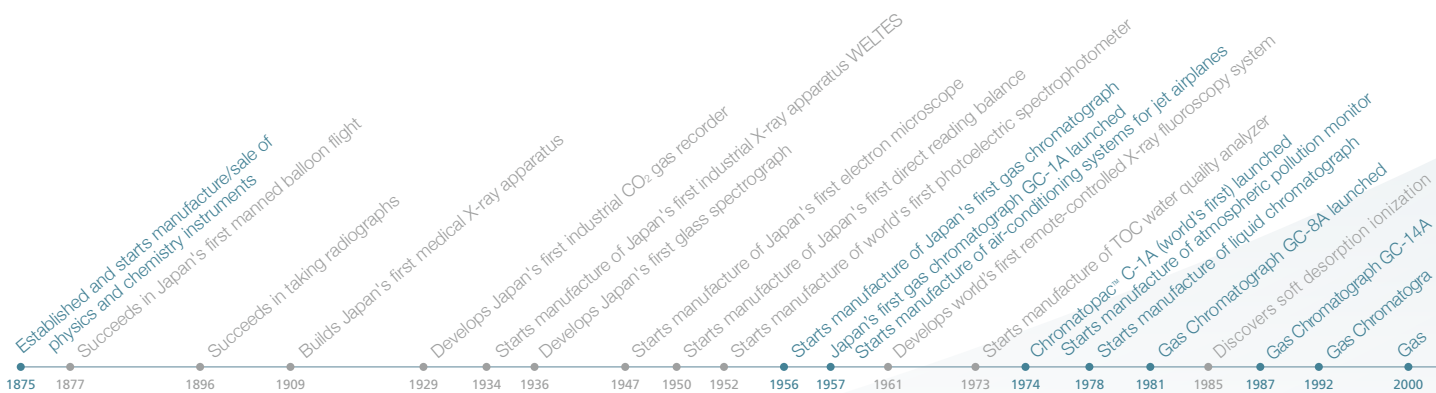 Established and starts manufacture/sale of
physics and chemistry instruments
Succeeds in Japan's first manned balloon flight
Succeeds in taking radiographs
Builds Japan's first medical X-ray apparatus
Develops Japan's first industrial CO₂ gas recorder
Starts manufacture of Japan's first industrial X-ray apparatus WELTES
Develops Japan's first glass spectrograph
Starts manufacture of Japan's first electron microscope
Starts manufacture of Japan's first direct reading balance
Starts manufacture of world's first photoelectric spectrophotometer
Starts manufacture of Japan's first gas chromatograph
Japan's first gas chromatograph GC-1A launched
Starts manufacture of air-conditioning systems for jet airplanes
Develops world's first remote-controlled X-ray fluoroscopy system
Starts manufacture of TOC water quality analyzer
Chromatopac™ C-1A (world's first) launched
Starts manufacture of atmospheric pollution monitor
Starts manufacture of liquid chromatograph
Gas Chromatograph GC-8A launched
Discovers soft desorption ionization
Gas Chromatograph GC-14A
Gas Chromatogra
Gas
1875 1877 1896 1909 1929 1934 1936 1947 1950 1952 1956 1957 1961 1973 1974 1978 1981 1985 1987 1992 2000